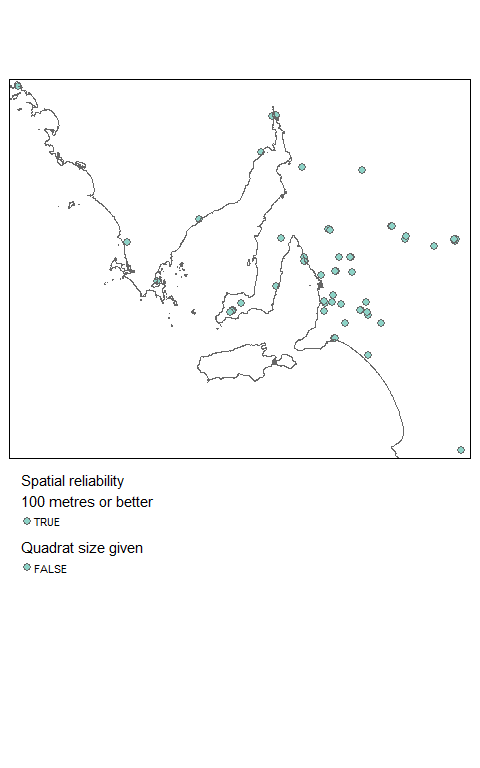 Spatial reliability
100 metres or better
TRUE
Quadrat size given
FALSE